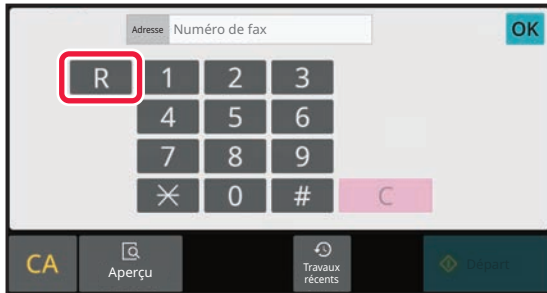 Adresse Numéro de fax OK
R 1 2 3
4 5 6
7 8 9
* 0 # C
CA Aperçu Travaux
récents
Départ